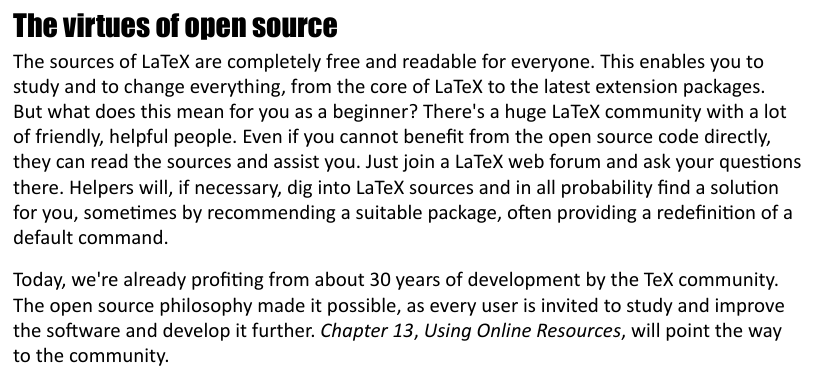 The virtues of open source
The sources of LaTeX are completely free and readable for everyone. This enables you to
study and to change everything, from the core of LaTeX to the latest extension packages.
But what does this mean for you as a beginner? There's a huge LaTeX community with a lot
of friendly, helpful people. Even if you cannot benefit from the open source code directly,
they can read the sources and assist you. Just join a LaTeX web forum and ask your questions
there. Helpers will, if necessary, dig into LaTeX sources and in all probability find a solution
for you, sometimes by recommending a suitable package, often providing a redefinition of a
default command.
Today, we're already profiting from about 30 years of development by the TeX community.
The open source philosophy made it possible, as every user is invited to study and improve
the software and develop it further. Chapter 13, Using Online Resources, will point the way
to the community.